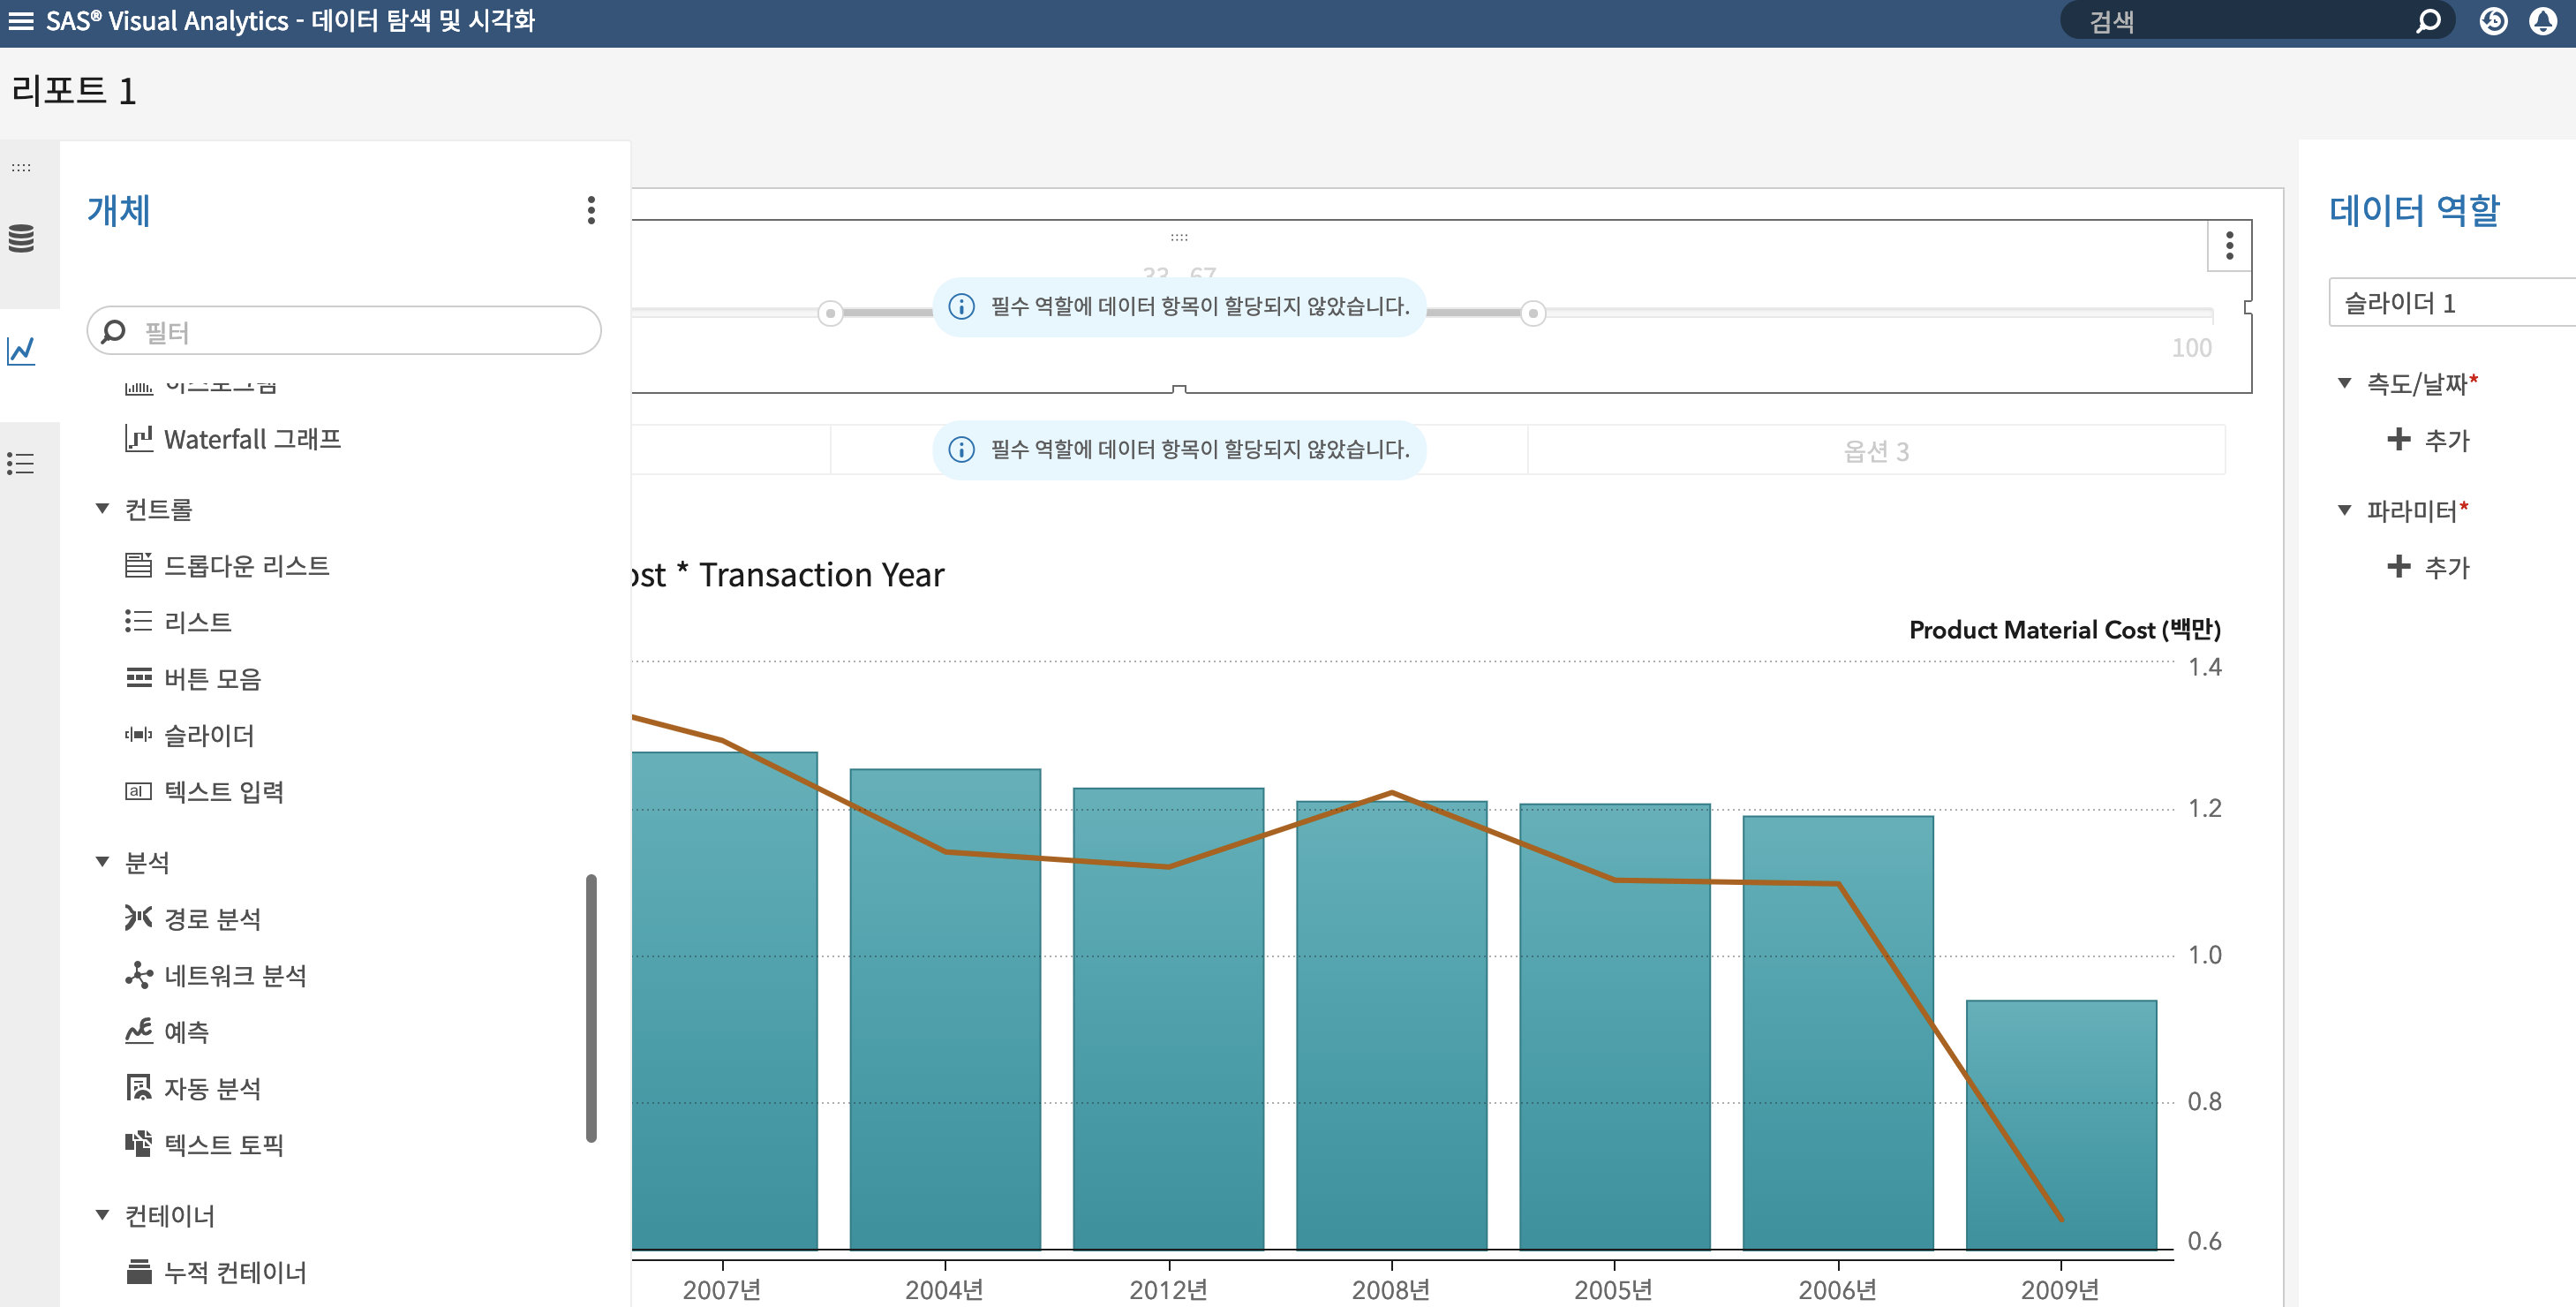 SAS® Visual Analytics - 데이터 탐색 및 시각화
검색
리포트 1
개체
필터
히스토그램
Waterfall 그래프
컨트롤
드롭다운 리스트
리스트
버튼 모음
슬라이더
텍스트 입력
분석
경로 분석
네트워크 분석
예측
자동 분석
텍스트 토픽
컨테이너
누적 컨테이너
필수 역할에 데이터 항목이 할당되지 않았습니다.
100
필수 역할에 데이터 항목이 할당되지 않았습니다.
옵션 3
ost * Transaction Year
Product Material Cost (백만)
1.4
1.2
1.0
0.8
0.6
2007년
2004년
2012년
2008년
2005년
2006년
2009년
데이터 역할
슬라이더 1
측도/날짜*
추가
파라미터*
추가